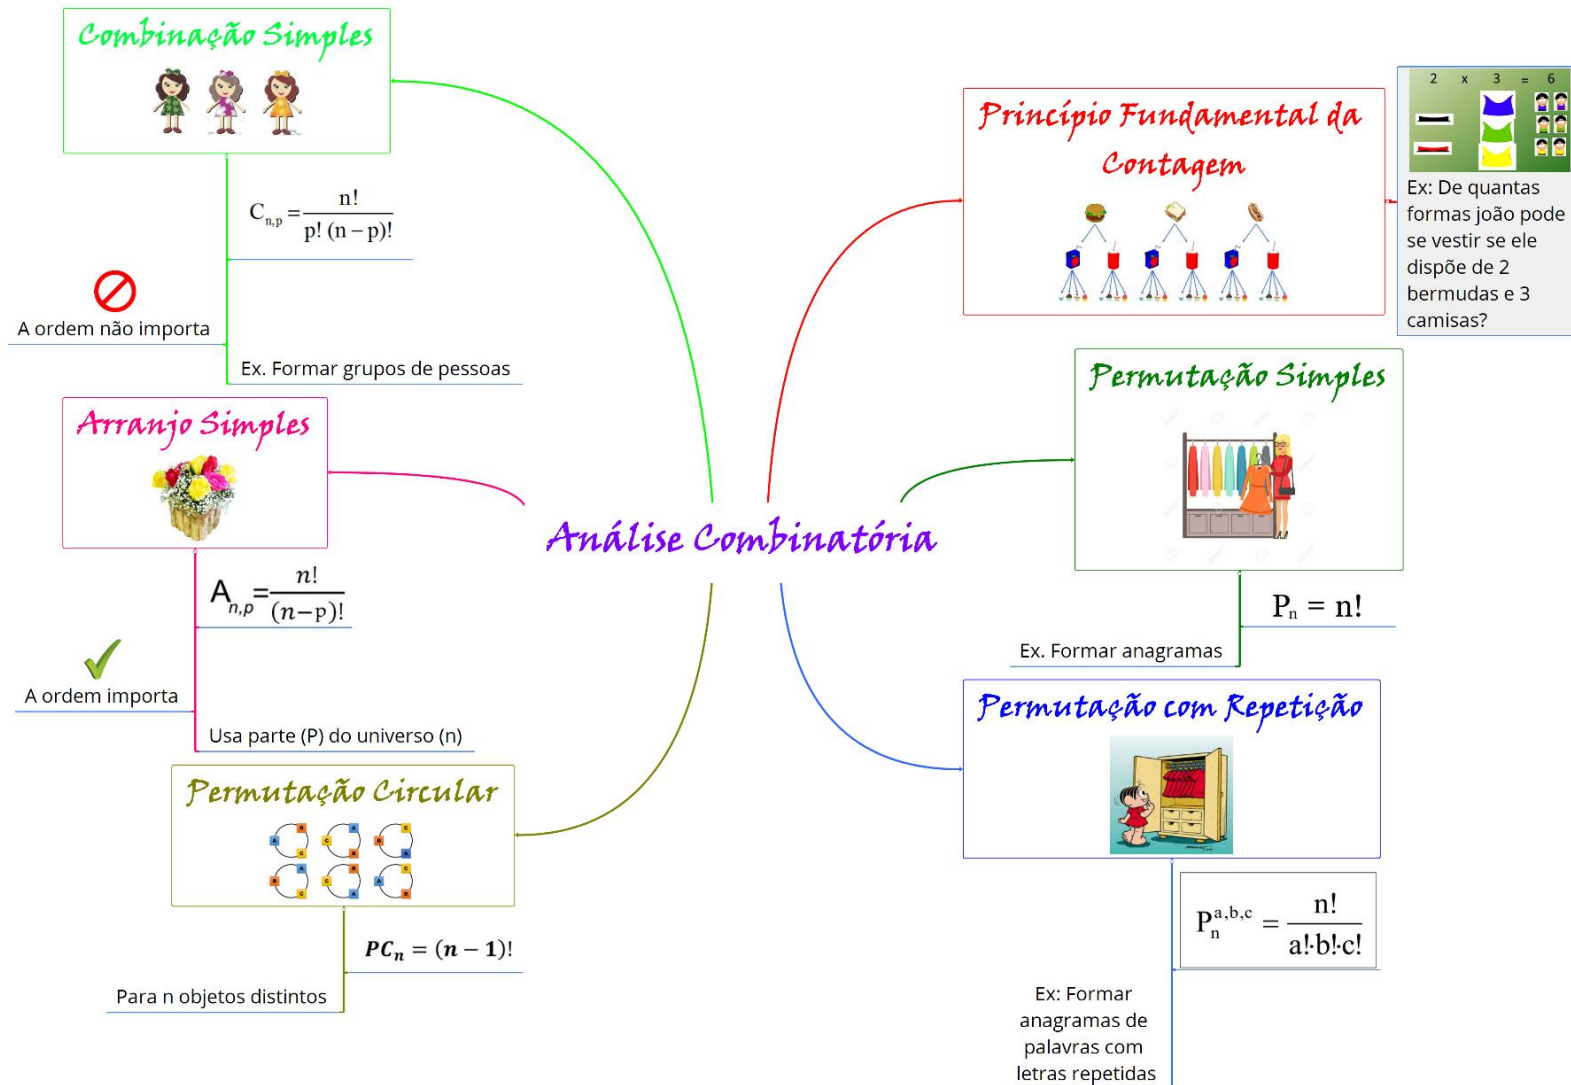 Combinação Simples
C n,p = n! / p! (n – p)!
A ordem não importa
Ex. Formar grupos de pessoas
Arranjo Simples
A n,p = n! / (n–p)!
A ordem importa
Usa parte (P) do universo (n)
Permutação Circular
B
A
C
A
C
B
C
B
A
A
B
C
B
C
A
C
A
B
PCn = (n − 1)!
Para n objetos distintos
Análise Combinatória
Princípio Fundamental da
Contagem
2 x 3 = 6
Ex: De quantas
formas joão pode
se vestir se ele
dispõe de 2
bermudas e 3
camisas?
Permutação Simples
Pn = n!
Ex. Formar anagramas
Permutação com Repetição
P n a,b,c = n! / a!·b!·c!
Ex: Formar
anagramas de
palavras com
letras repetidas